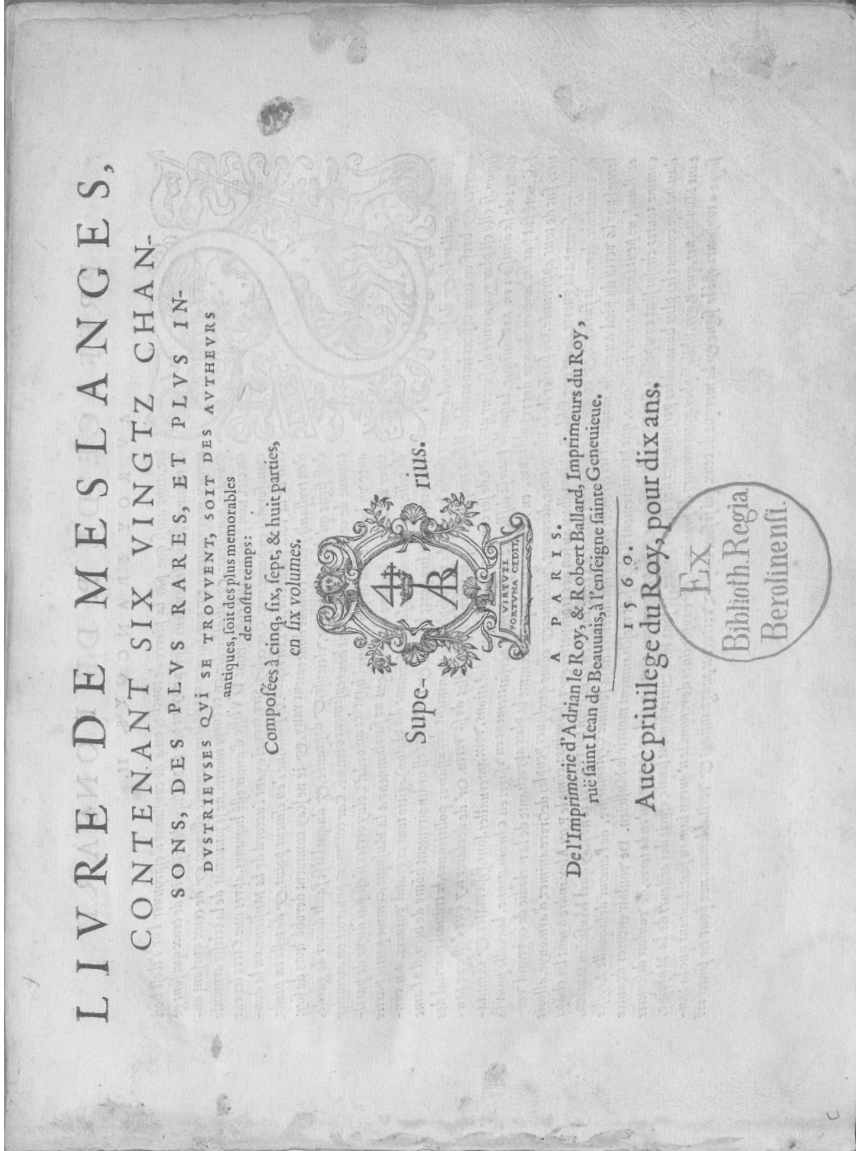 LIVRE DE MESLANGES,
CONTENANT SIX VINGTZ CHAN-
SONS, DES PLVS RARES, ET PLVS IN-
DVSTRIEVSES QVI SE TROVVENT, SOIT DES AVTHEVRS
antiques, ſoit des plus memorables
de noſtre temps:
Compoſées à cinq, ſix, ſept, & huit parties,
en ſix volumes.
Supe- rius.
VIRTVTI
FORTVNA CEDIT
A PARIS.
De l'Imprimerie d'Adrian le Roy, & Robert Ballard, Imprimeurs du Roy,
ruë ſaint Iean de Beauuais, à l'enſeigne ſainte Geneuieue.
1560.
Auec priuilege du Roy, pour dix ans.
Ex
Biblioth. Regia
Berolinenſi.